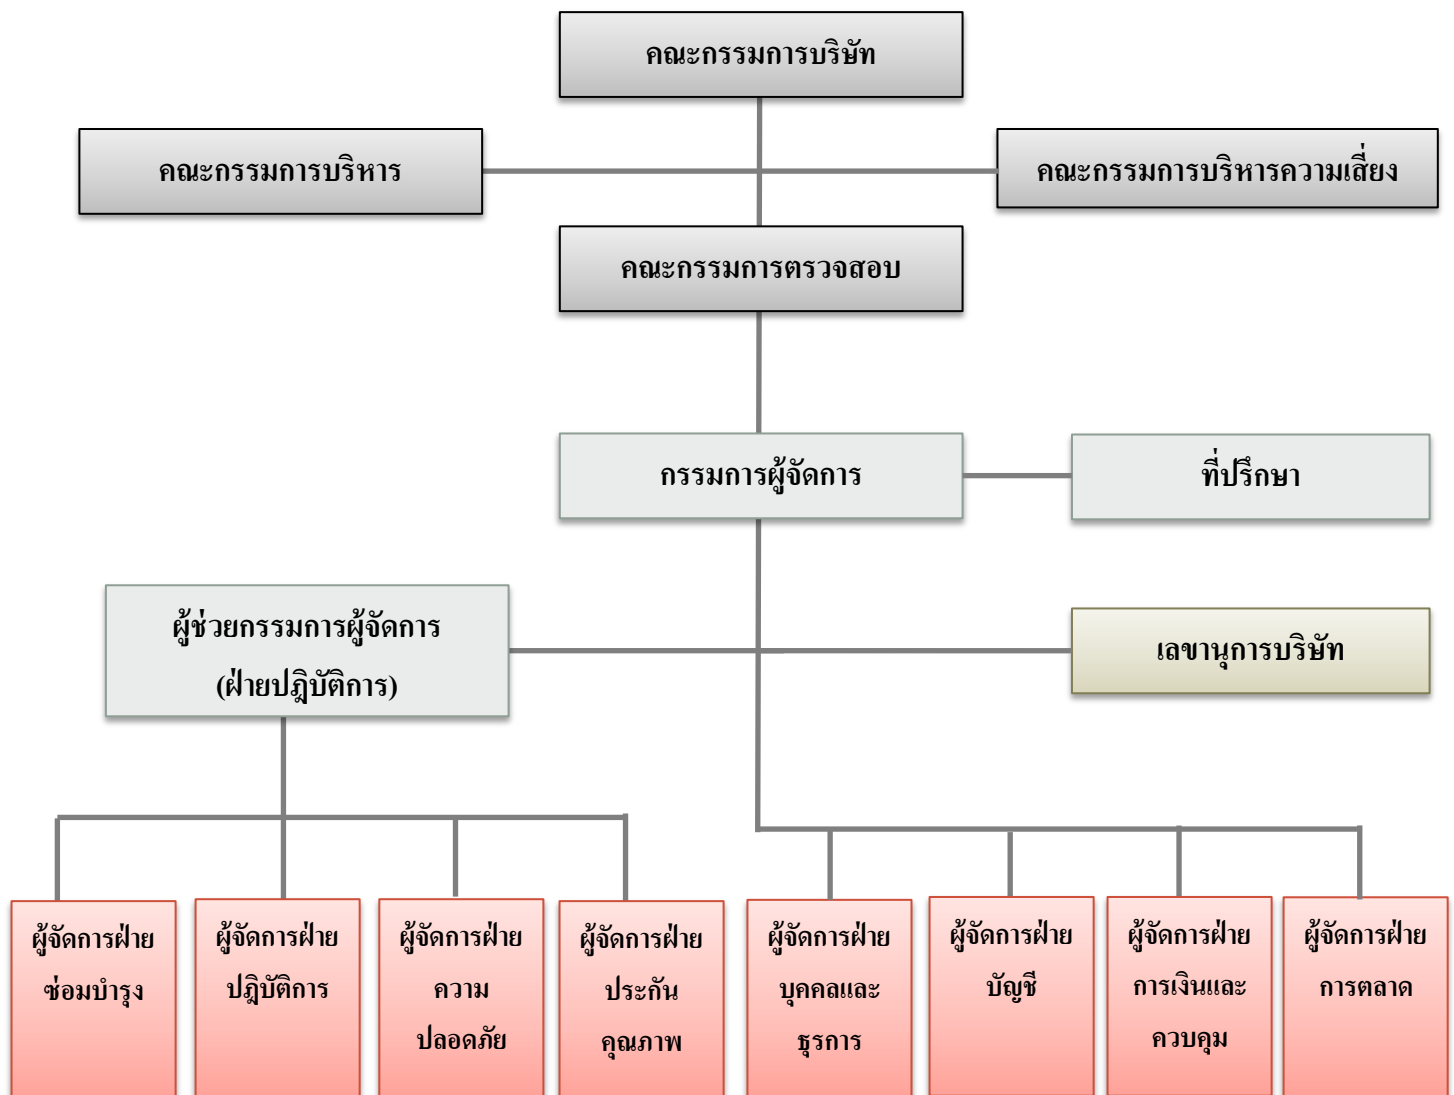 คณะกรรมการบริษัท
คณะกรรมการบริหาร
คณะกรรมการบริหารความเสี่ยง
คณะกรรมการตรวจสอบ
กรรมการผู้จัดการ
ที่ปรึกษา
ผู้ช่วยกรรมการผู้จัดการ
(ฝ่ายปฎิบัติการ)
เลขานุการบริษัท
ผู้จัดการฝ่าย
ซ่อมบำรุง
ผู้จัดการฝ่าย
ปฎิบัติการ
ผู้จัดการฝ่าย
ความ
ปลอดภัย
ผู้จัดการฝ่าย
ประกัน
คุณภาพ
ผู้จัดการฝ่าย
บุคคลและ
ธุรการ
ผู้จัดการฝ่าย
บัญชี
ผู้จัดการฝ่าย
การเงินและ
ควบคุม
ผู้จัดการฝ่าย
การตลาด